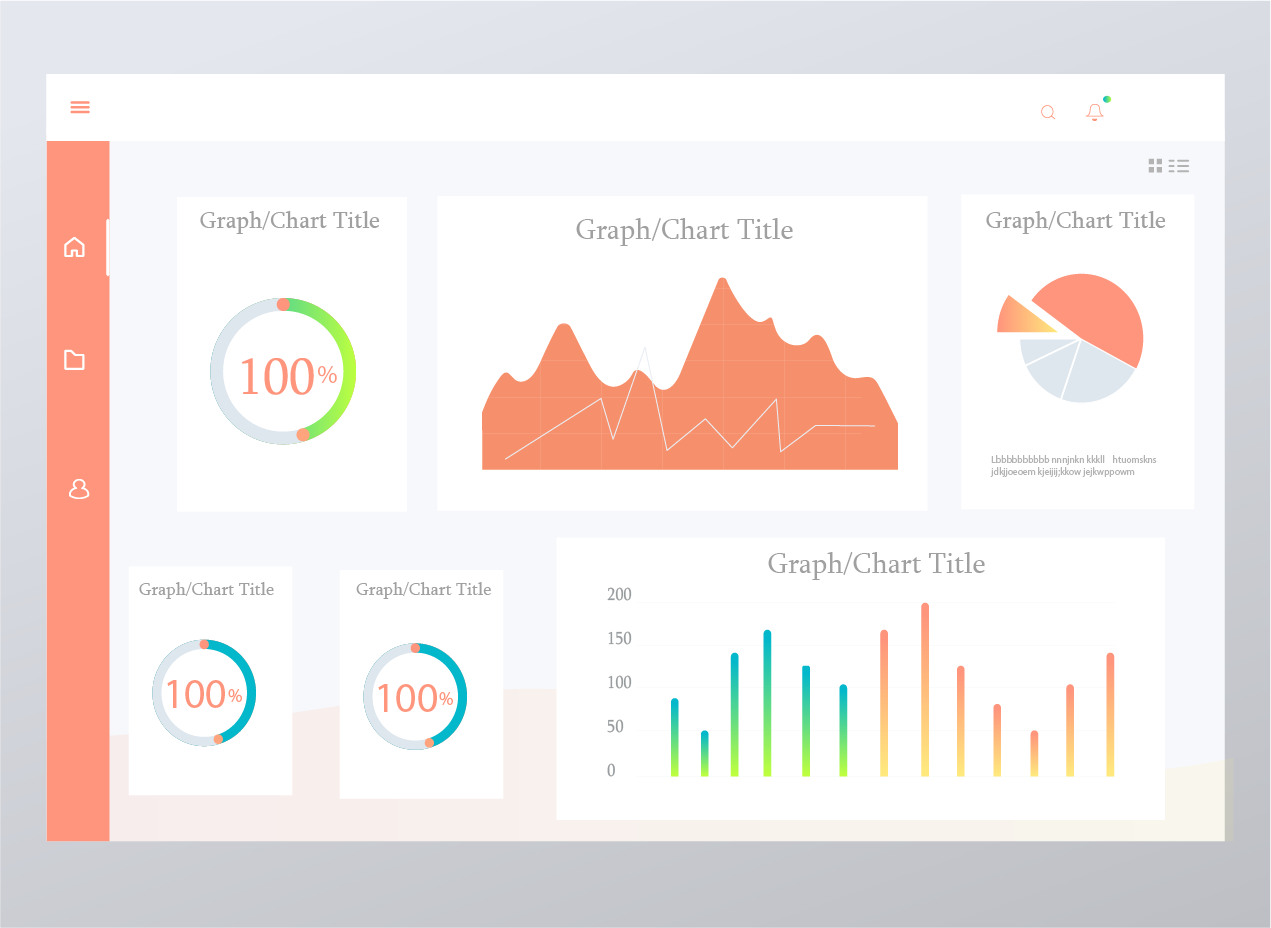 Graph/Chart Title
100%
Graph/Chart Title
Graph/Chart Title
Lbbbbbbbbbb nnnjnkn kkkll htuomskns
jdkjjoeoem kjeijij;kkow jejkwppowm
Graph/Chart Title
100%
Graph/Chart Title
100%
Graph/Chart Title
200
150
100
50
0